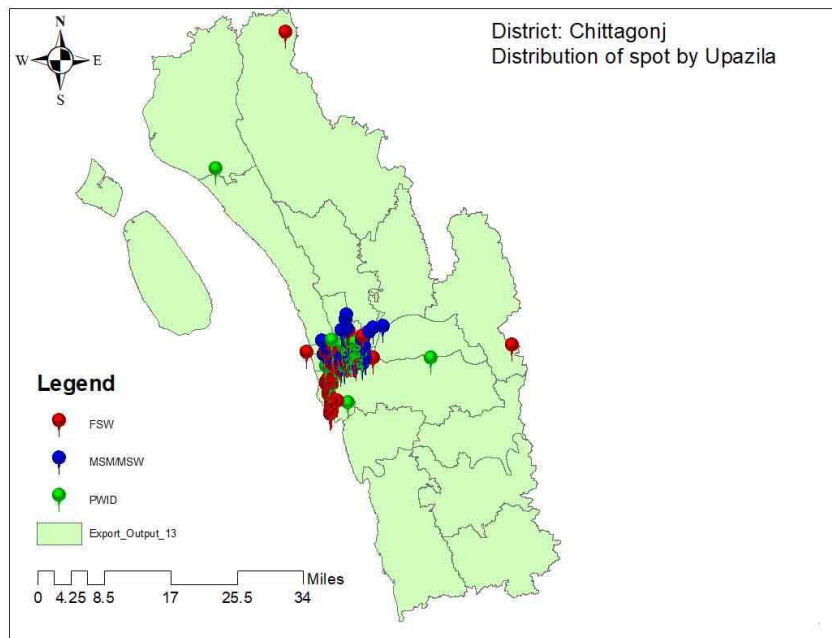 District: Chittagonj
Distribution of spot by Upazila
N
W E
S
Legend
FSW
MSM/MSW
PWID
Export_Output_13
Miles
0 4.25 8.5 17 25.5 34